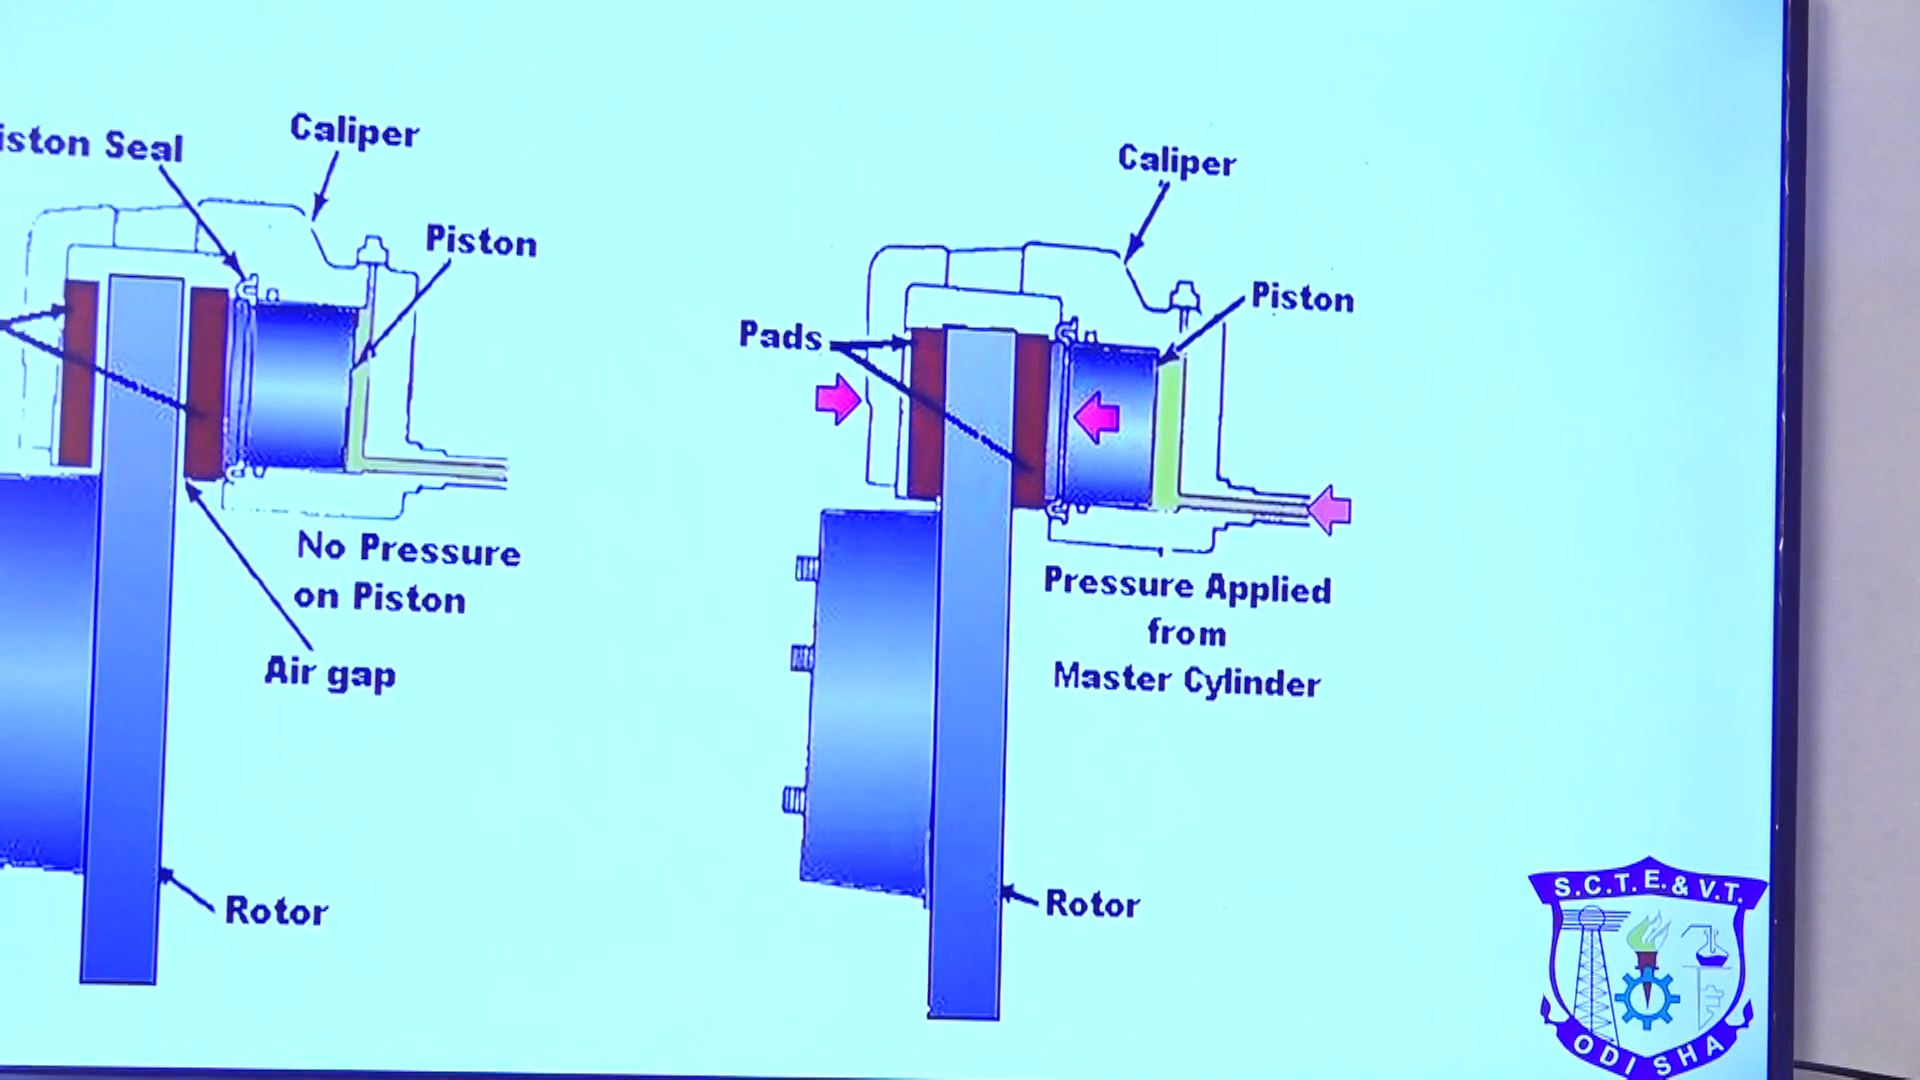 iston Seal
Caliper
Piston
No Pressure
on Piston
Air gap
Rotor
Caliper
Piston
Pads
Pressure Applied
from
Master Cylinder
Rotor
S.C.T.E.& V.T.
ODISHA